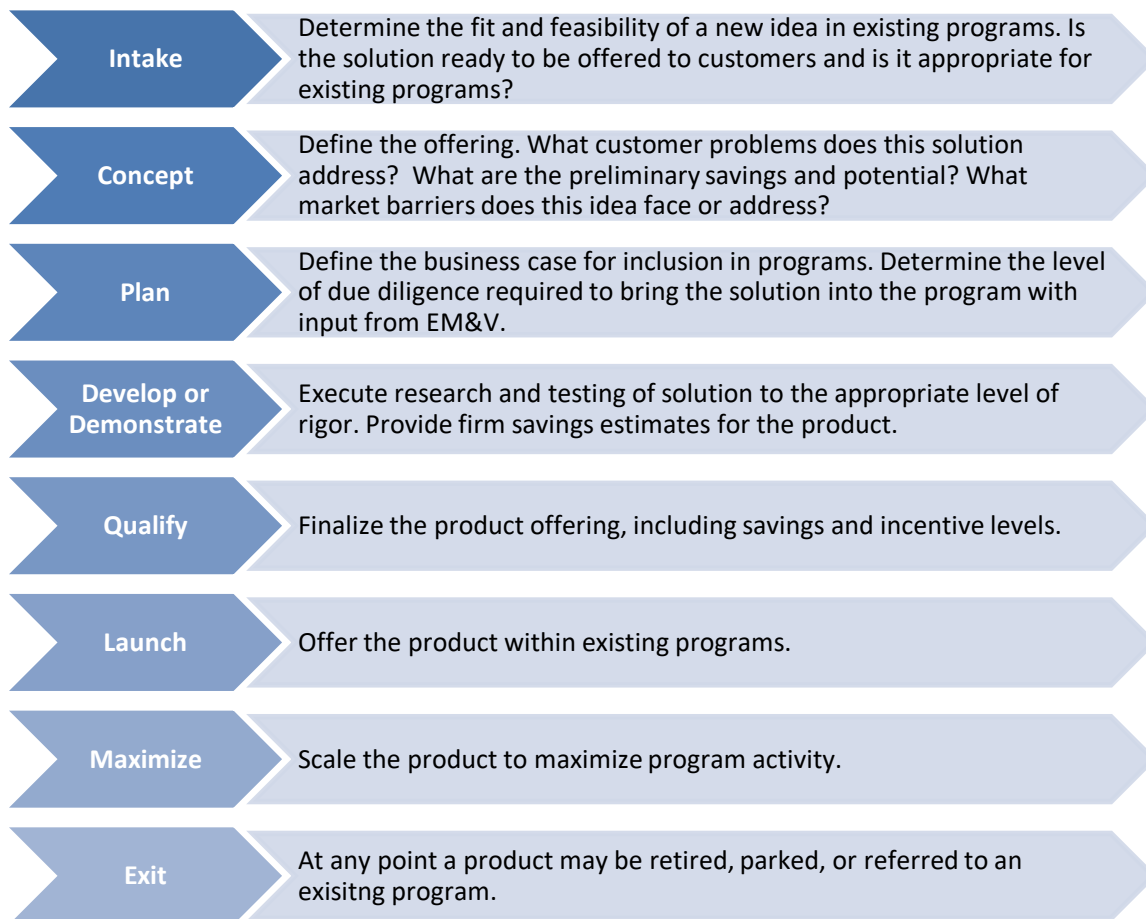 Intake
Determine the fit and feasibility of a new idea in existing programs. Is
the solution ready to be offered to customers and is it appropriate for
existing programs?
Concept
Define the offering. What customer problems does this solution
address?  What are the preliminary savings and potential? What
market barriers does this idea face or address?
Plan
Define the business case for inclusion in programs. Determine the level
of due diligence required to bring the solution into the program with
input from EM&V.
Develop or
Demonstrate
Execute research and testing of solution to the appropriate level of
rigor. Provide firm savings estimates for the product.
Qualify
Finalize the product offering, including savings and incentive levels.
Launch
Offer the product within existing programs.
Maximize
Scale the product to maximize program activity.
Exit
At any point a product may be retired, parked, or referred to an
exisitng program.